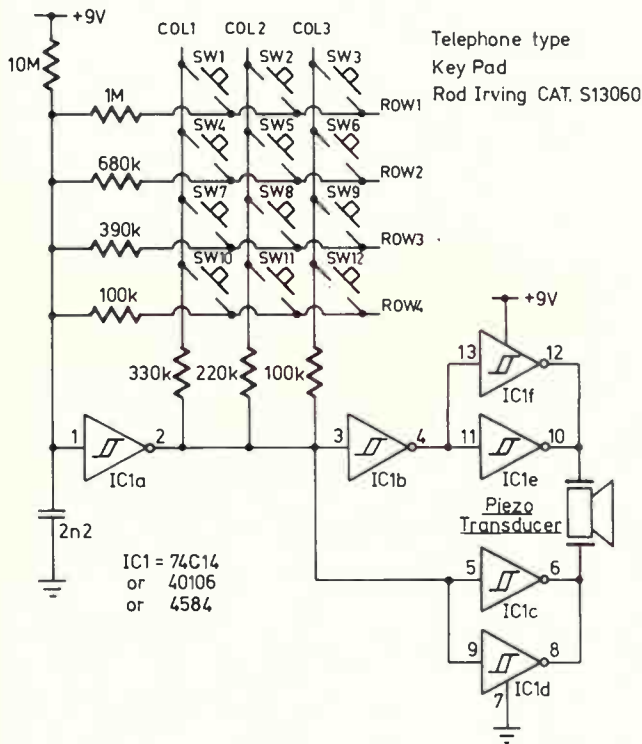 +9V
COL1 COL2 COL3
Telephone type
Key Pad
Rod Irving CAT. S13060
10M
SW1 SW2 SW3
1M
ROW1
SW4 SW5 SW6
680k
ROW2
SW7 SW8 SW9
390k
ROW3
SW10 SW11 SW12
100k
ROW4
+9V
330k 220k 100k
13 12
IC1f
1 2
3 4
11 10
IC1a
IC1b
IC1e
2n2
Piezo
Transducer
IC1 = 74C14
or 40106
or 4584
5 6
IC1c
9 8
7
IC1d